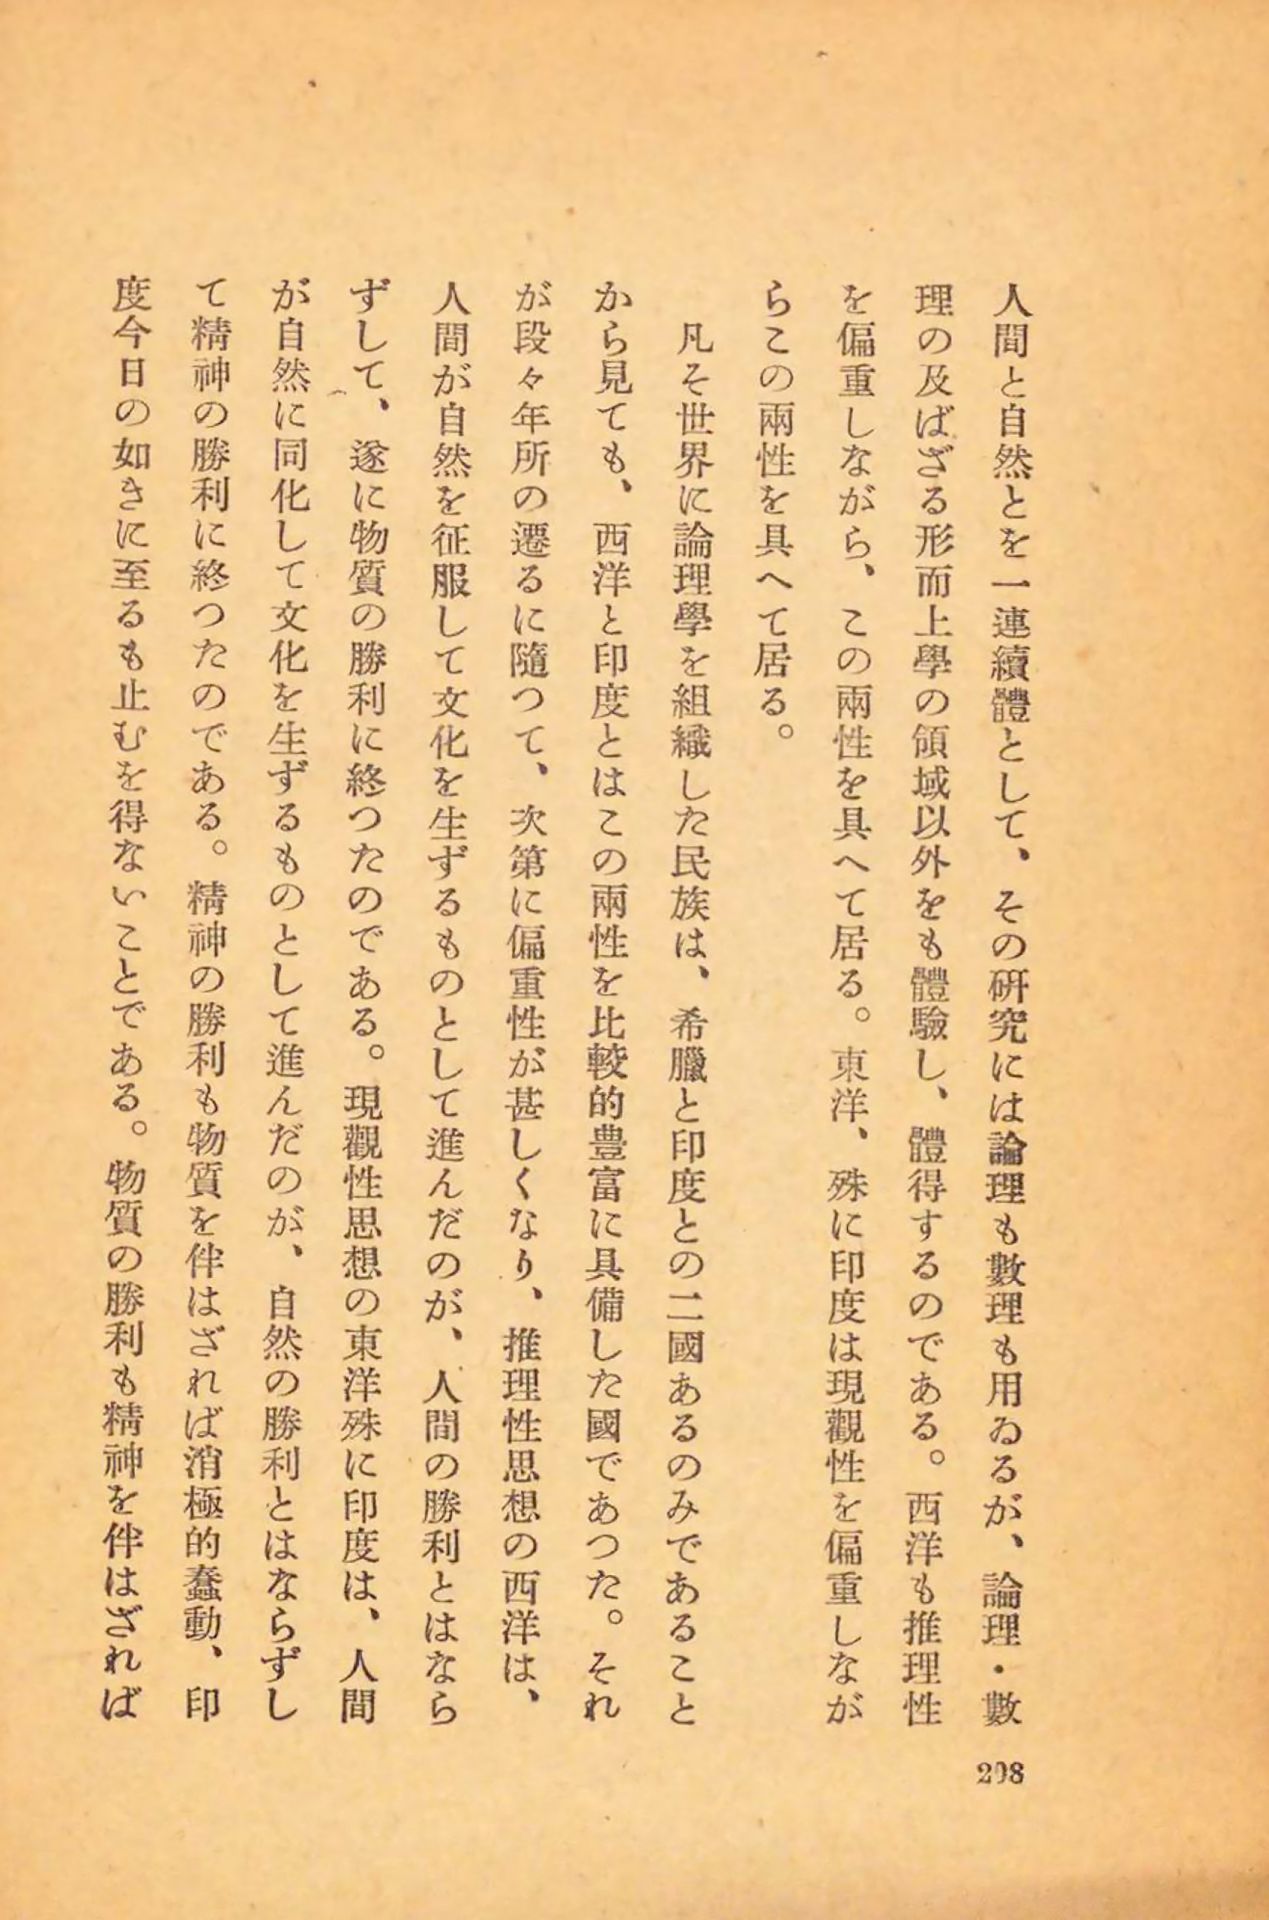 人間と自然とを一連續體として、その研究には論理も數理も用ゐるが、論理・數
理の及ばざる形而上學の領域以外をも體驗し、體得するのである。西洋も推理性
を偏重しながら、この兩性を具へて居る。東洋、殊に印度は現觀性を偏重しなが
らこの兩性を具へて居る。
凡そ世界に論理學を組織した民族は、希臘と印度との二國あるのみであること
から見ても、西洋と印度とはこの兩性を比較的豊富に具備した國であつた。それ
が段々年所の遷るに隨つて、次第に偏重性が甚しくなり、推理性思想の西洋は、
人間が自然を征服して文化を生ずるものとして進んだのが、人間の勝利とはなら
ずして、遂に物質の勝利に終つたのである。現觀性思想の東洋殊に印度は、人間
が自然に同化して文化を生ずるものとして進んだのが、自然の勝利とはならずし
て精神の勝利に終つたのである。精神の勝利も物質を伴はざれば消極的蠢動、印
度今日の如きに至るも止むを得ないことである。物質の勝利も精神を伴はざれば
208